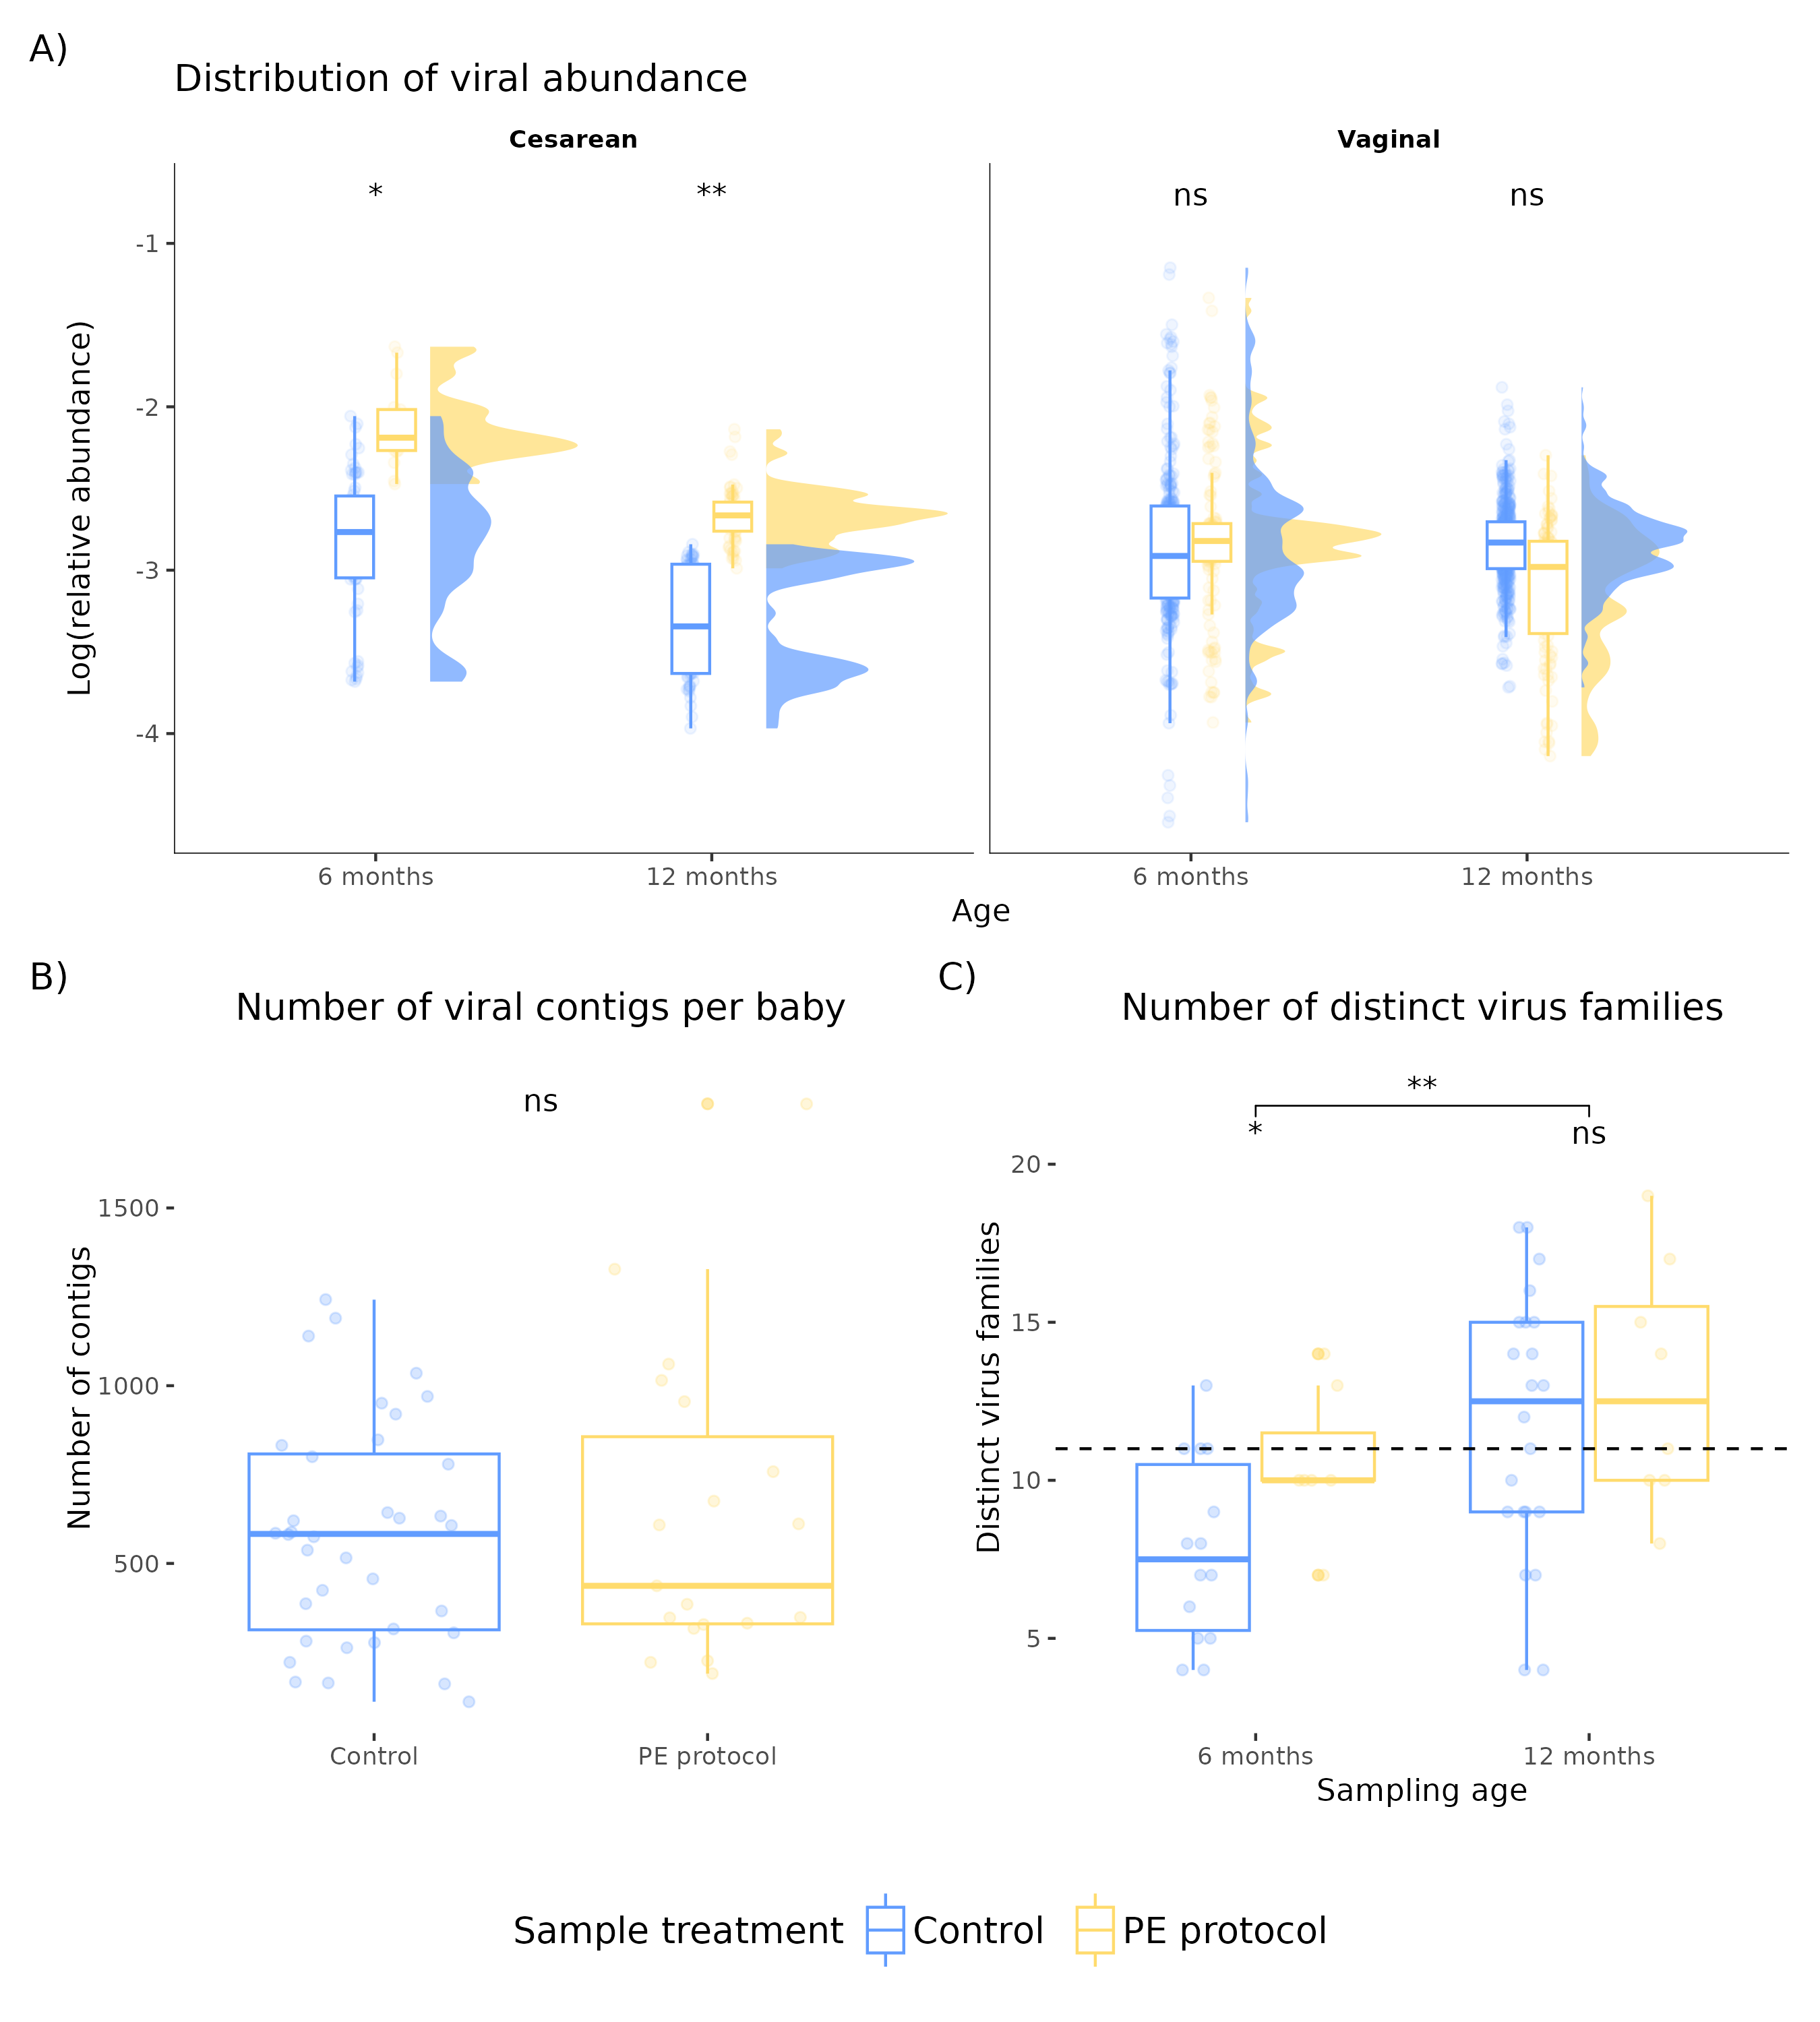 A)
Distribution of viral abundance
Cesarean
Vaginal
*
**
ns
ns
Log(relative abundance)
-1
-2
-3
-4
6 months
12 months
6 months
12 months
Age
B)
Number of viral contigs per baby
ns
Number of contigs
1500
1000
500
Control
PE protocol
C)
Number of distinct virus families
**
*
ns
Distinct virus families
20
15
10
5
6 months
12 months
Sampling age
Sample treatment Control PE protocol